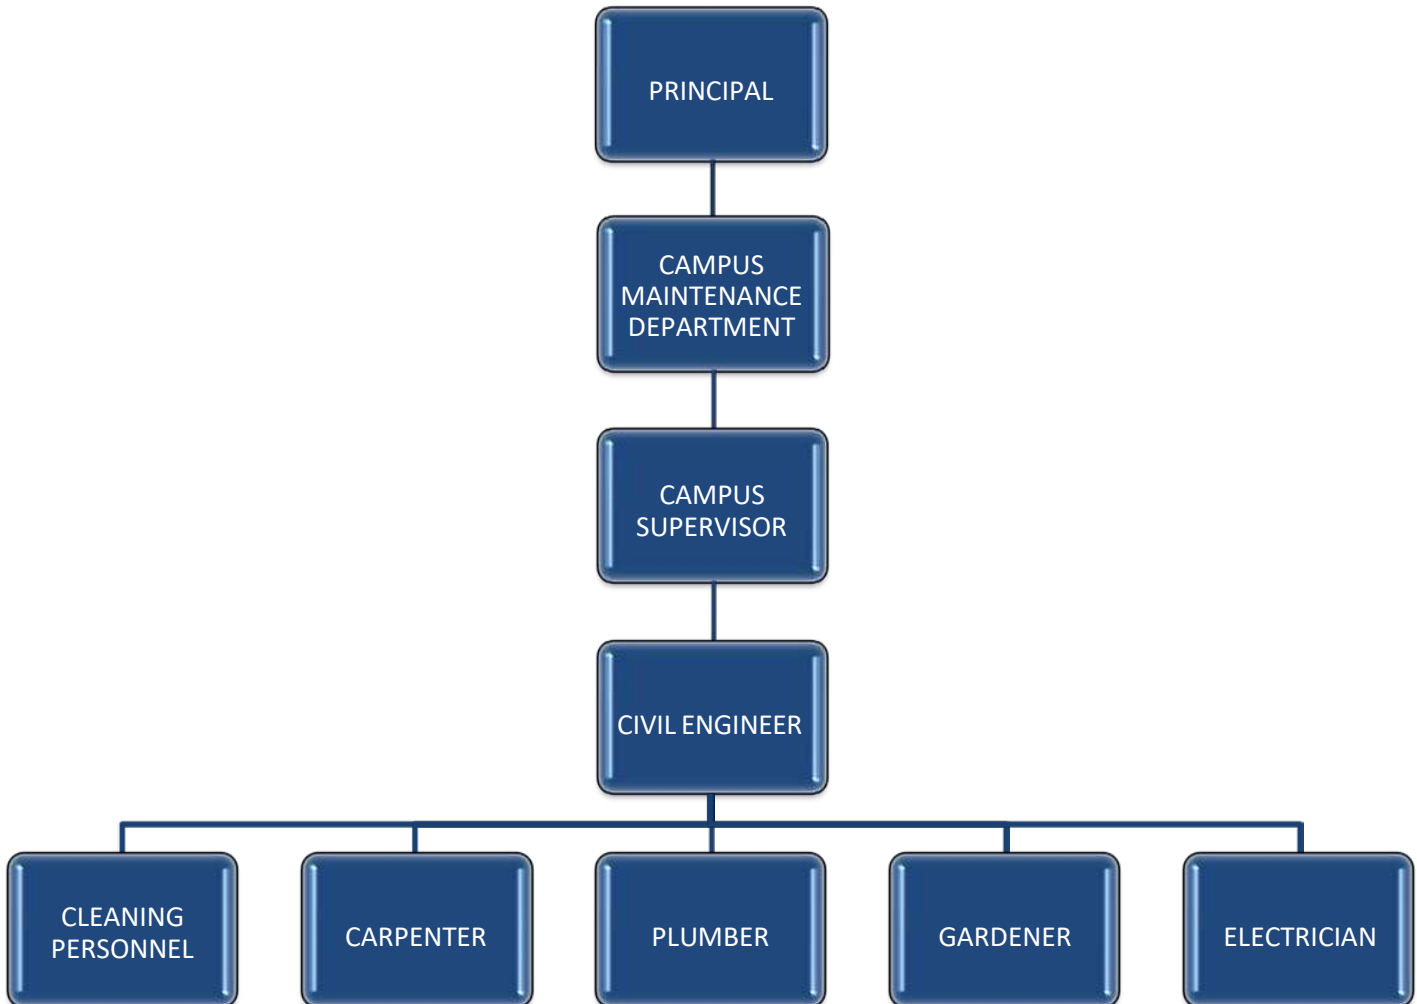 PRINCIPAL
CAMPUS
MAINTENANCE
DEPARTMENT
CAMPUS
SUPERVISOR
CIVIL ENGINEER
CLEANING
PERSONNEL
CARPENTER
PLUMBER
GARDENER
ELECTRICIAN